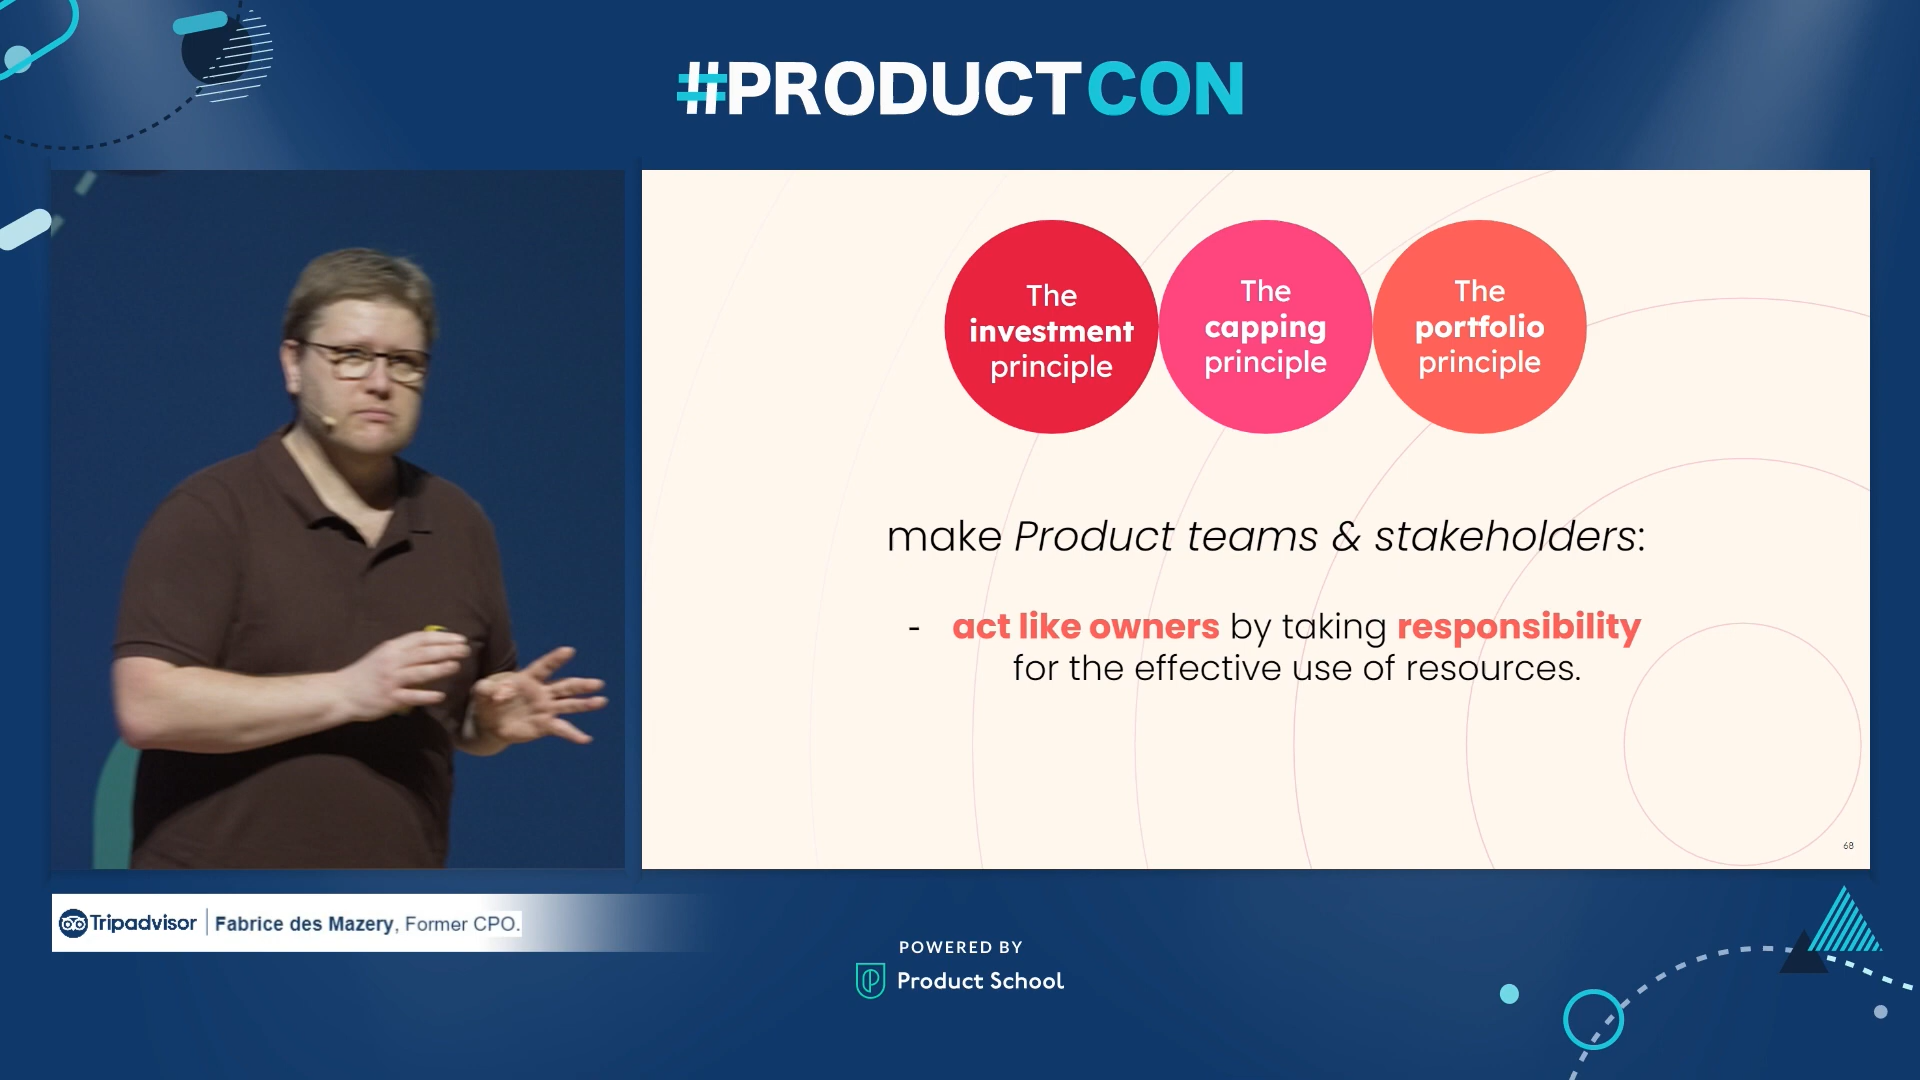 #PRODUCTCON
The
investment
principle
The
capping
principle
The
portfolio
principle
make Product teams & stakeholders:
- act like owners by taking responsibility
for the effective use of resources.
68
Tripadvisor | Fabrice des Mazery, Former CPO.
POWERED BY
Product School